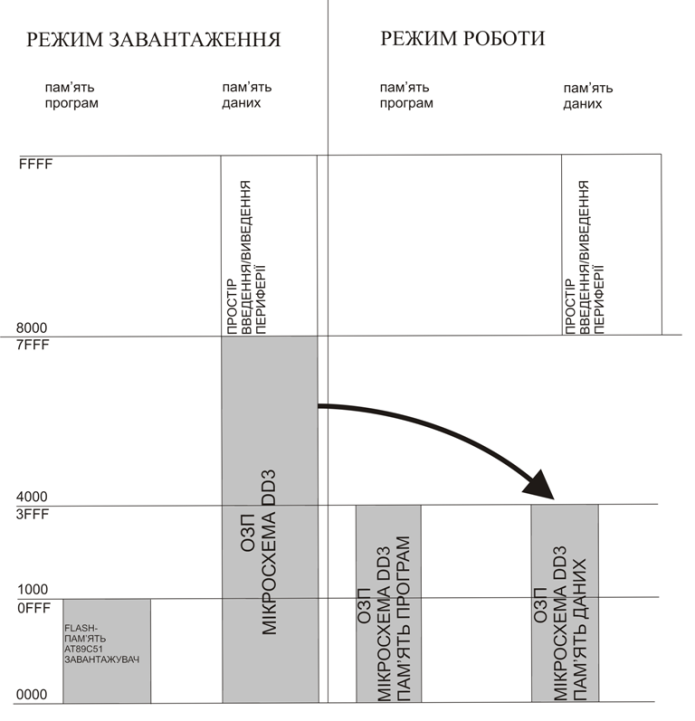 РЕЖИМ ЗАВАНТАЖЕННЯ
РЕЖИМ РОБОТИ
пам'ять
програм
пам'ять
даних
пам'ять
програм
пам'ять
даних
FFFF
ПРОСТІР
ВВЕДЕННЯ/ВИВЕДЕННЯ
ПЕРИФЕРІЇ
ПРОСТІР
ВВЕДЕННЯ/ВИВЕДЕННЯ
ПЕРИФЕРІЇ
8000
7FFF
ОЗП
МІКРОСХЕМА DD3
4000
3FFF
ОЗП
МІКРОСХЕМА DD3
ПАМ'ЯТЬ ПРОГРАМ
ОЗП
МІКРОСХЕМА DD3
ПАМ'ЯТЬ ДАНИХ
1000
0FFF
FLASH-
ПАМ'ЯТЬ
AT89C51
ЗАВАНТАЖУВАЧ
0000